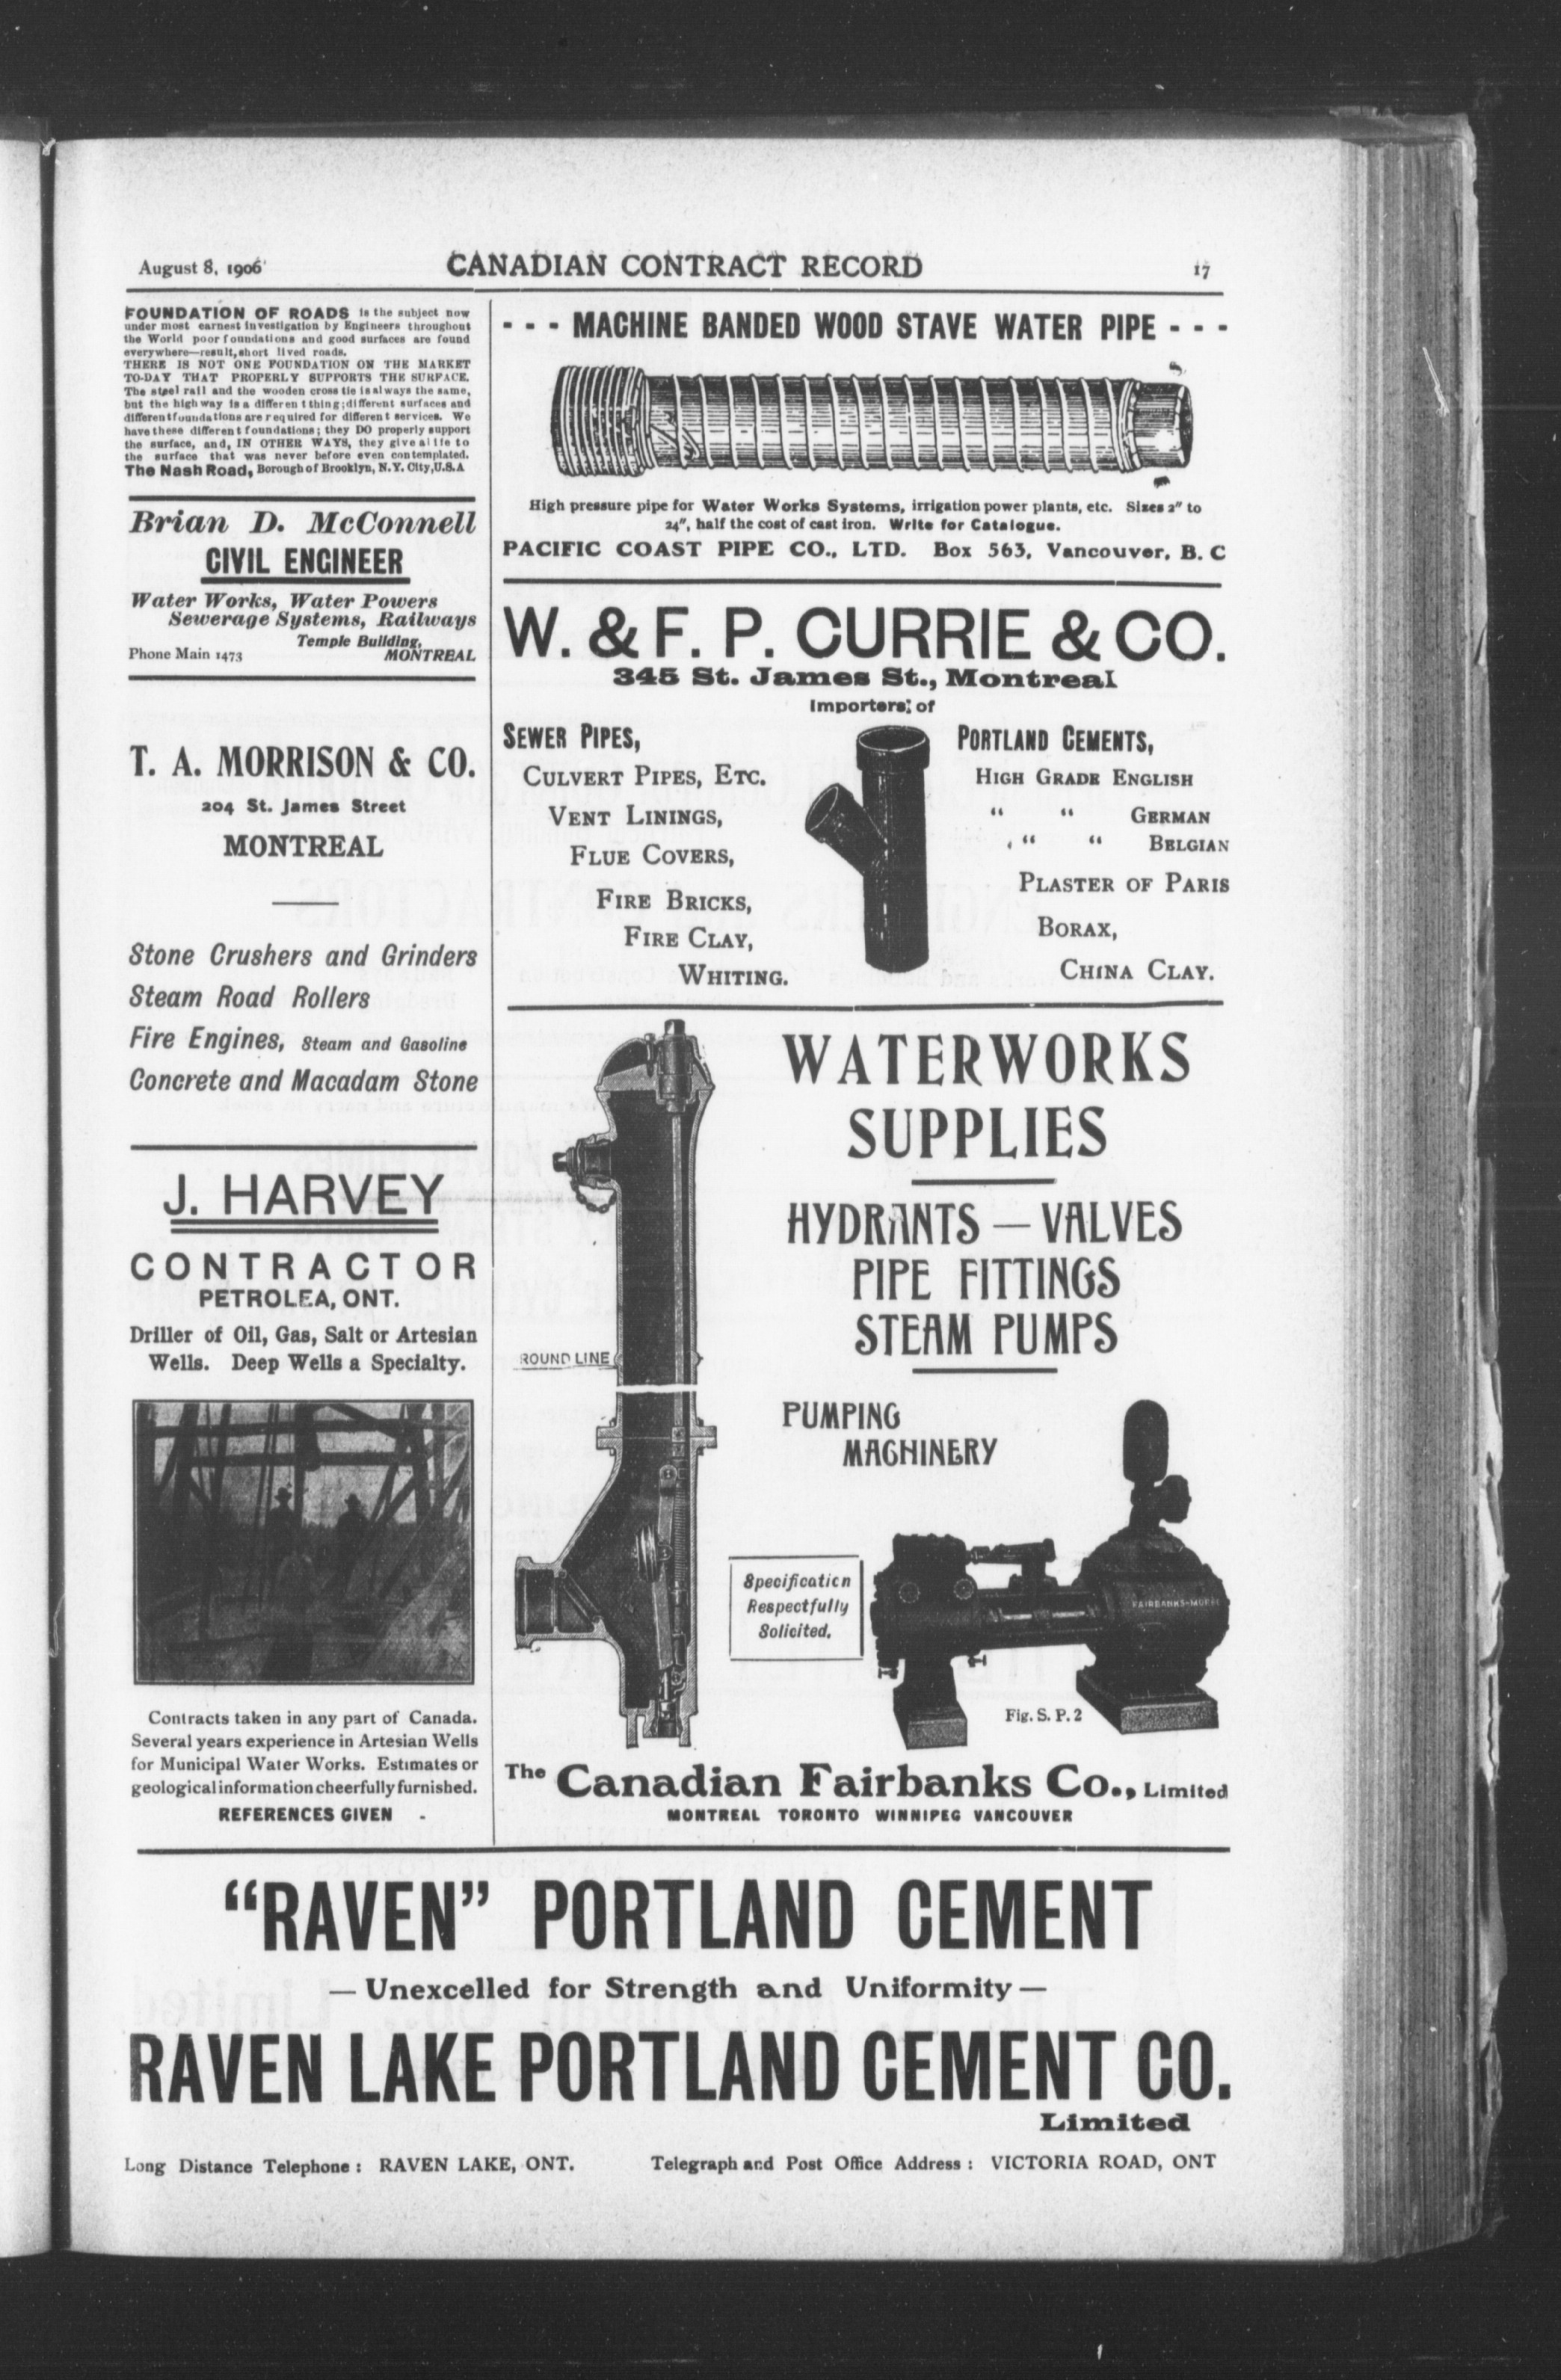 August 8, 1906
CANADIAN CONTRACT RECORD
17
FOUNDATION OF ROADS is the subject now
under most earnest investigation by Engineers throughout
the World poor foundations and good surfaces are found
everywhere—result, short lived roads.
THERE IS NOT ONE FOUNDATION ON THE MARKET
TO-DAY THAT PROPERLY SUPPORTS THE SURFACE.
The steel rail and the wooden cross tie is always the same,
but the highway is a different thing; different surfaces and
different foundations are required for different services. We
have these different foundations; they DO properly support
the surface, and, IN OTHER WAYS, they give a life to
the surface that was never before even contemplated.
The Nash Road, Borough of Brooklyn, N. Y. City, U.S.A
Brian D. McConnell
CIVIL ENGINEER
Water Works, Water Powers
Sewerage Systems, Railways
Temple Building,
Phone Main 1473 MONTREAL
T. A. MORRISON & CO.
204 St. James Street
MONTREAL
Stone Crushers and Grinders
Steam Road Rollers
Fire Engines, Steam and Gasoline
Concrete and Macadam Stone
J. HARVEY
CONTRACTOR
PETROLEA, ONT.
Driller of Oil, Gas, Salt or Artesian
Wells. Deep Wells a Specialty.
Contracts taken in any part of Canada.
Several years experience in Artesian Wells
for Municipal Water Works. Estimates or
geological information cheerfully furnished.
REFERENCES GIVEN -
- - - MACHINE BANDED WOOD STAVE WATER PIPE - - -
High pressure pipe for Water Works Systems, irrigation power plants, etc. Sizes 2" to
24", half the cost of cast iron. Write for Catalogue.
PACIFIC COAST PIPE CO., LTD. Box 563, Vancouver, B. C
W. & F. P. CURRIE & CO.
345 St. James St., Montreal
Importers of
SEWER PIPES,
CULVERT PIPES, ETC.
VENT LININGS,
FLUE COVERS,
FIRE BRICKS,
FIRE CLAY,
WHITING.
PORTLAND CEMENTS,
HIGH GRADE ENGLISH
" " GERMAN
" " BELGIAN
PLASTER OF PARIS
BORAX,
CHINA CLAY.
WATERWORKS
SUPPLIES
HYDRANTS — VALVES
PIPE FITTINGS
STEAM PUMPS
ROUND LINE
PUMPING
MACHINERY
Specification
Respectfully
Solicited.
FAIRBANKS-MORSE
Fig. S. P. 2
The Canadian Fairbanks Co., Limited
MONTREAL TORONTO WINNIPEG VANCOUVER
"RAVEN" PORTLAND CEMENT
— Unexcelled for Strength and Uniformity —
RAVEN LAKE PORTLAND CEMENT CO.
Limited
Long Distance Telephone : RAVEN LAKE, ONT. Telegraph and Post Office Address : VICTORIA ROAD, ONT